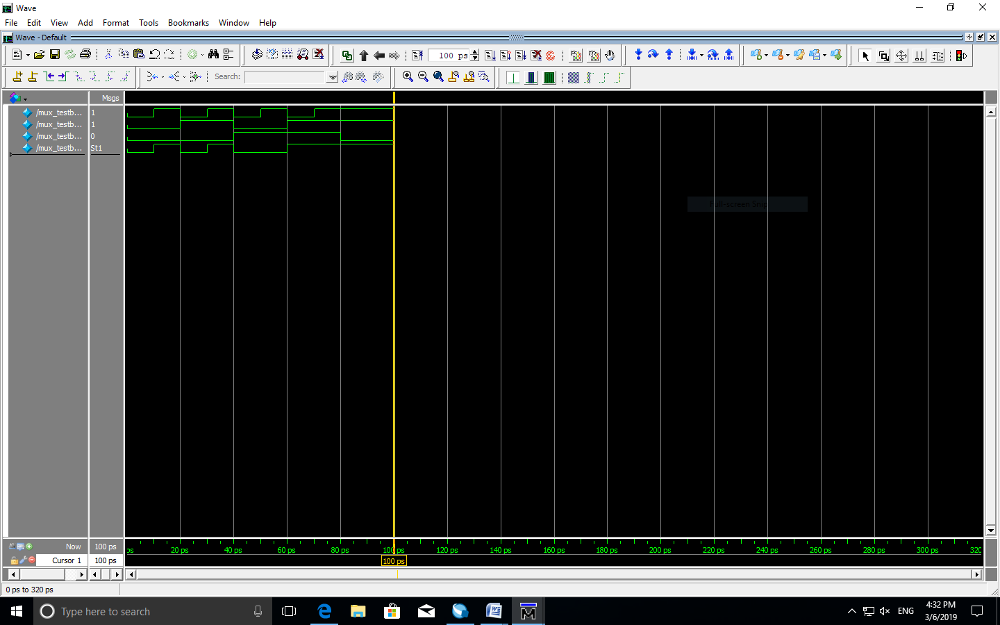 Wave
File Edit View Add Format Tools Bookmarks Window Help
Wave - Default
100 ps
Search:
Msgs
/mux_testb... 1
/mux_testb... 1
/mux_testb... 0
/mux_testb... St1
Full-screen Snip
Now 100 ps
Cursor 1 100 ps
ps 20 ps 40 ps 60 ps 80 ps 100 ps 120 ps 140 ps 160 ps 180 ps 200 ps 220 ps 240 ps 260 ps 280 ps 300 ps 320
100 ps
0 ps to 320 ps
Type here to search
ENG
4:32 PM
3/6/2019